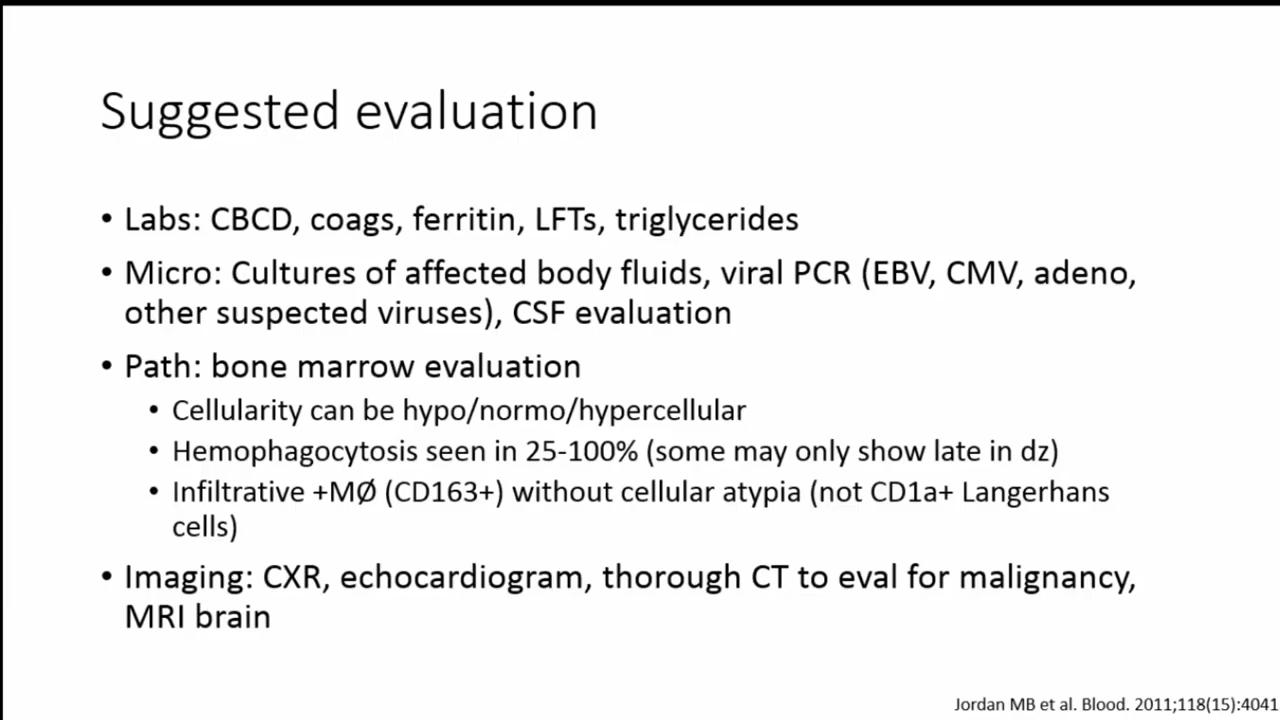 Suggested evaluation
• Labs: CBCD, coags, ferritin, LFTs, triglycerides
• Micro: Cultures of affected body fluids, viral PCR (EBV, CMV, adeno,
other suspected viruses), CSF evaluation
• Path: bone marrow evaluation
• Cellularity can be hypo/normo/hypercellular
• Hemophagocytosis seen in 25-100% (some may only show late in dz)
• Infiltrative +MØ (CD163+) without cellular atypia (not CD1a+ Langerhans
cells)
• Imaging: CXR, echocardiogram, thorough CT to eval for malignancy,
MRI brain
Jordan MB et al. Blood. 2011;118(15):4041